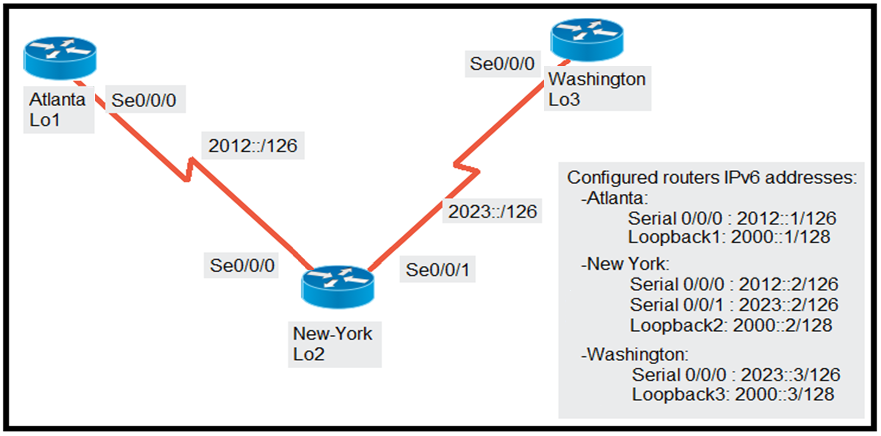 Se0/0/0
Washington
Lo3
Atlanta
Lo1
Se0/0/0
2012::/126
2023::/126
Se0/0/0
Se0/0/1
New-York
Lo2
Configured routers IPv6 addresses:
-Atlanta:
Serial 0/0/0 : 2012::1/126
Loopback1: 2000::1/128
-New York:
Serial 0/0/0 : 2012::2/126
Serial 0/0/1 : 2023::2/126
Loopback2: 2000::2/128
-Washington:
Serial 0/0/0 : 2023::3/126
Loopback3: 2000::3/128